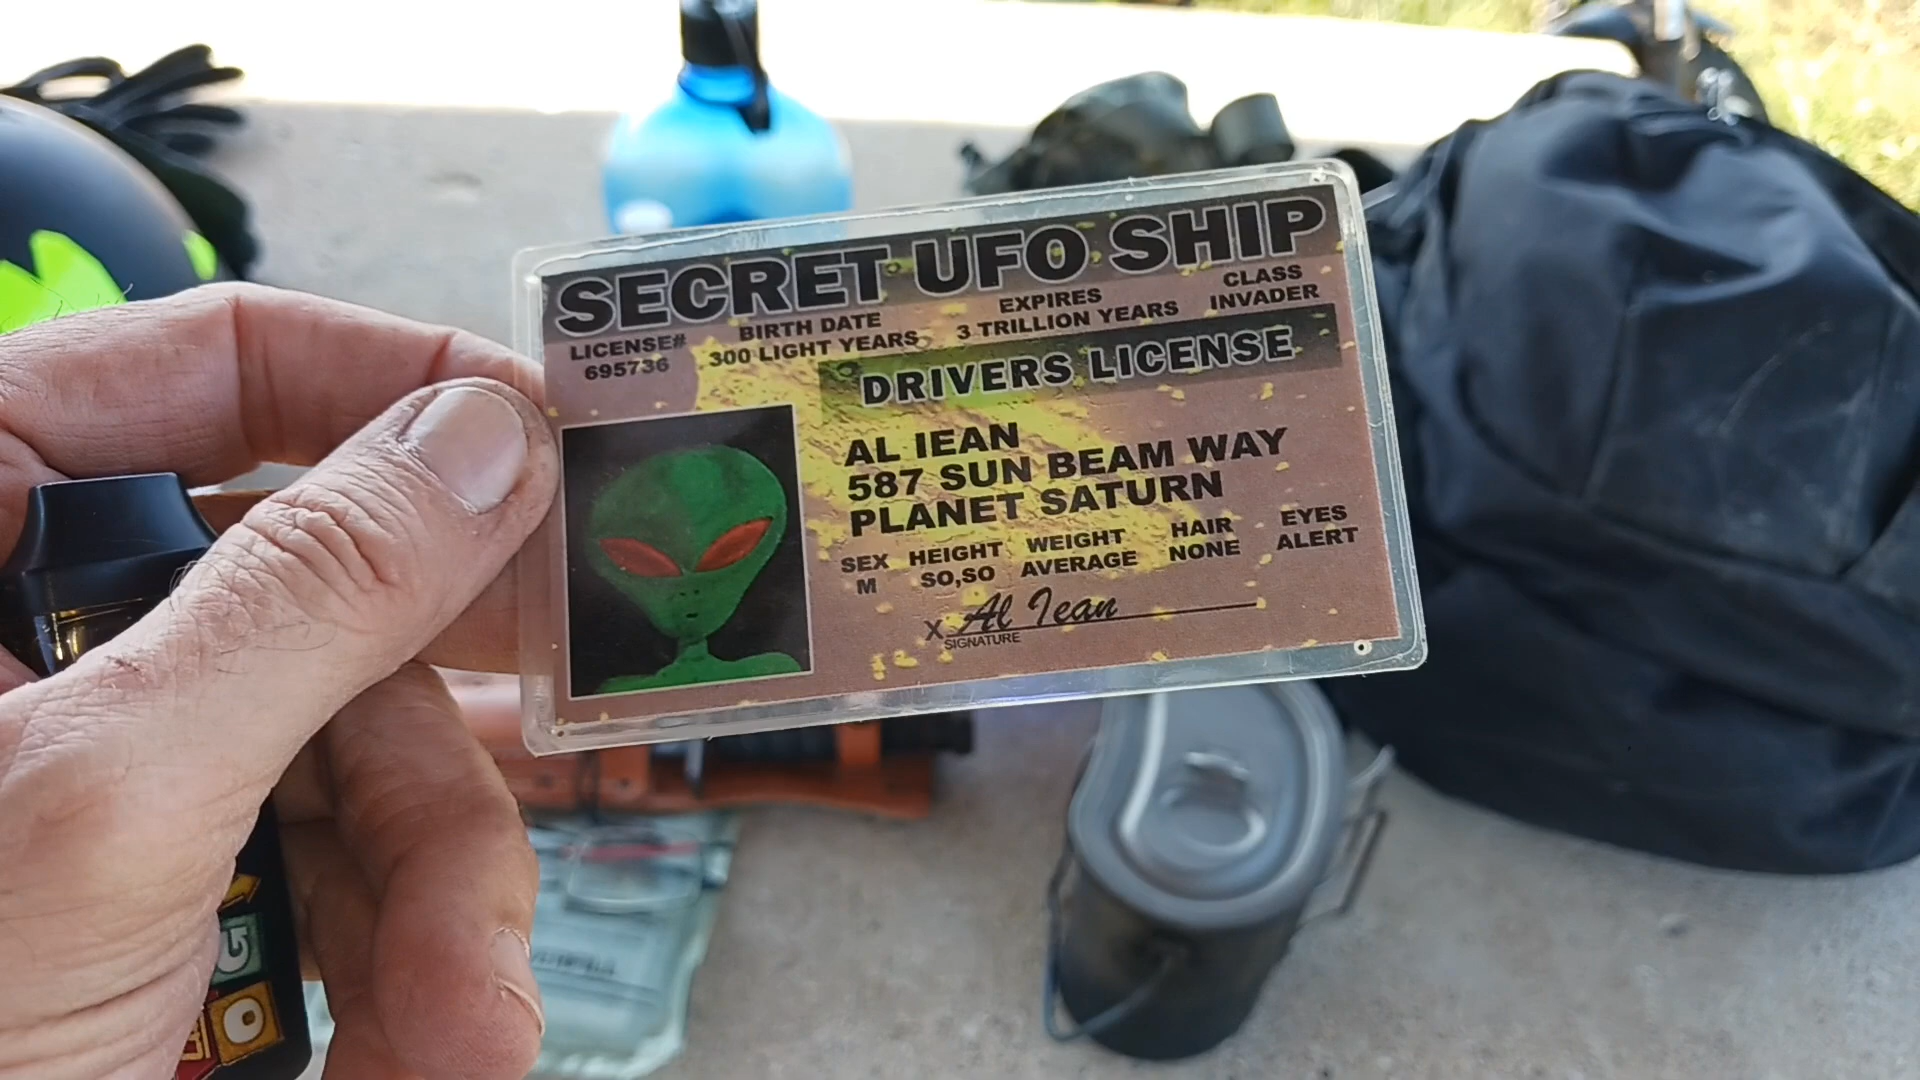 SECRET UFO SHIP
LICENSE# BIRTH DATE EXPIRES CLASS
695736 300 LIGHT YEARS 3 TRILLION YEARS INVADER
DRIVERS LICENSE
AL IEAN
587 SUN BEAM WAY
PLANET SATURN
SEX HEIGHT WEIGHT HAIR EYES
M SO,SO AVERAGE NONE ALERT
X Al Iean
SIGNATURE